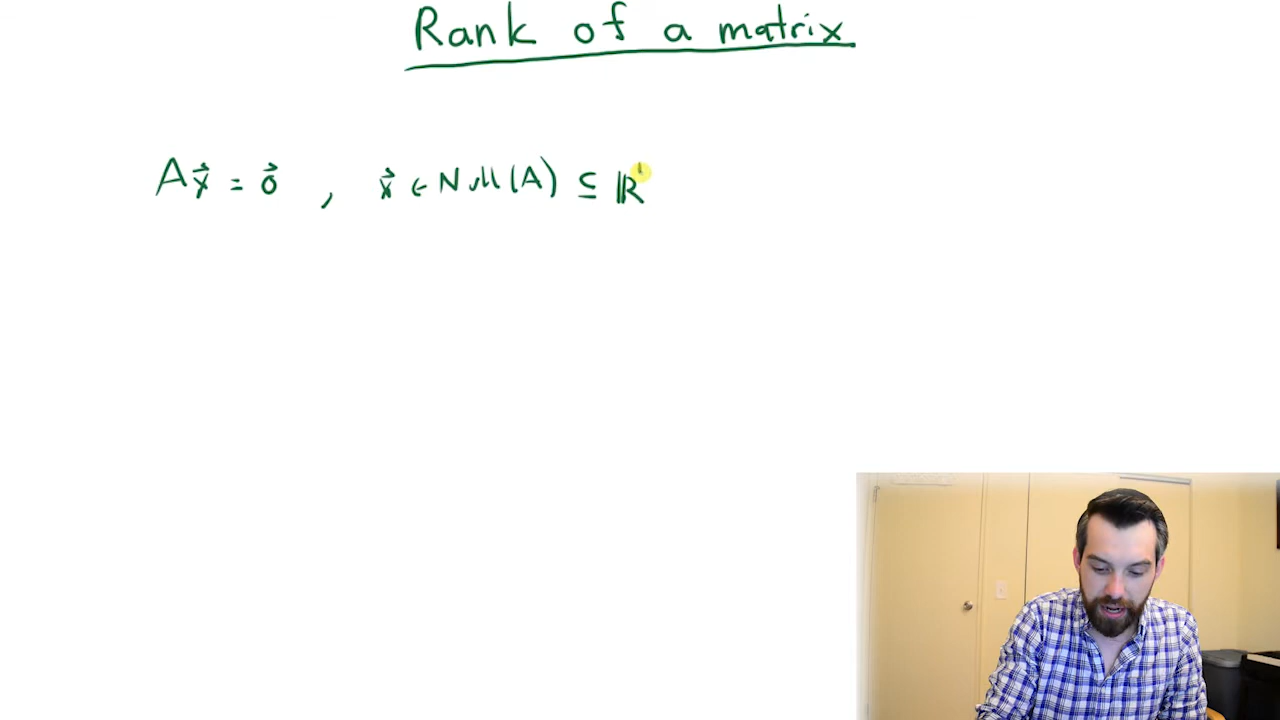 Rank of a matrix
A x⃗ = 0⃗ , x⃗ ∈ Null(A) ⊆ ℝ